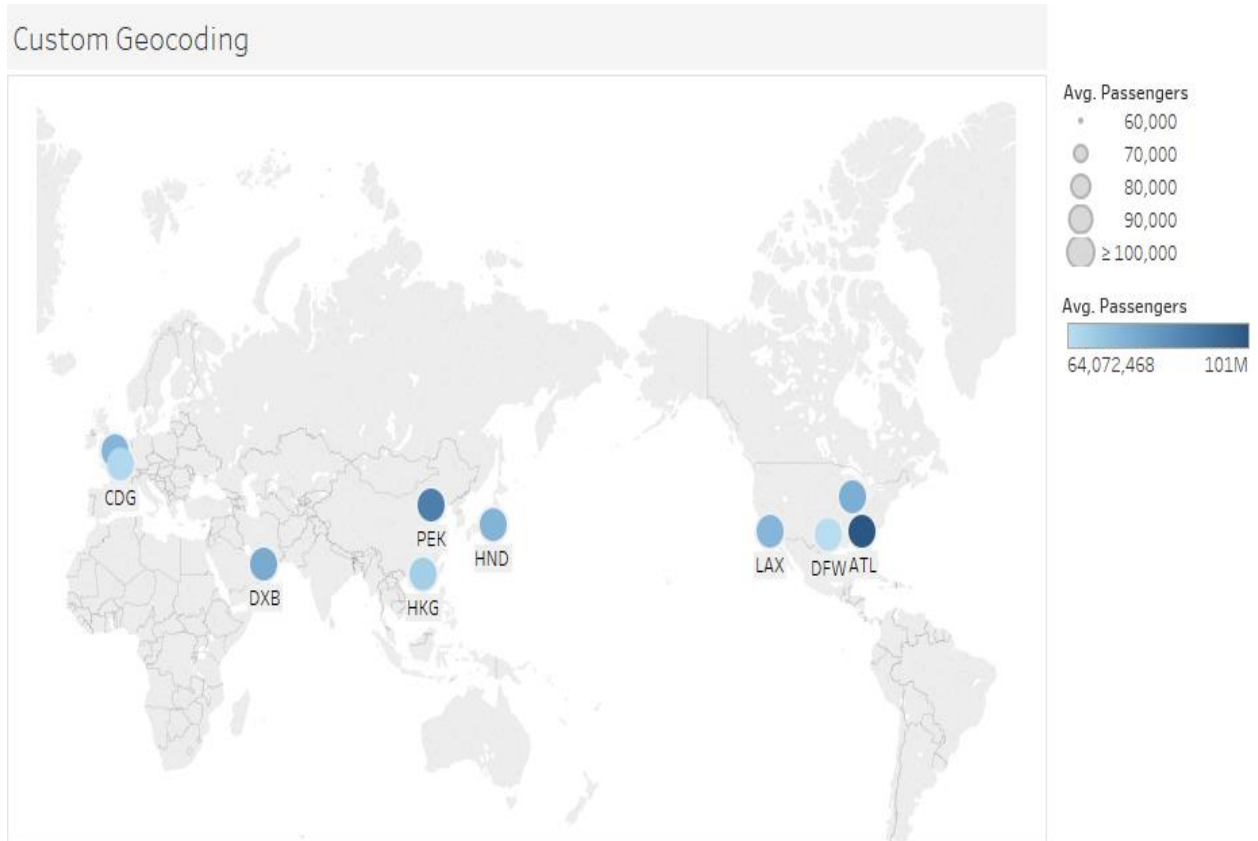 Custom Geocoding
Avg. Passengers
60,000
70,000
80,000
90,000
≥ 100,000
Avg. Passengers
64,072,468 101M
CDG
PEK
HND
DXB
HKG
LAX
DFW ATL